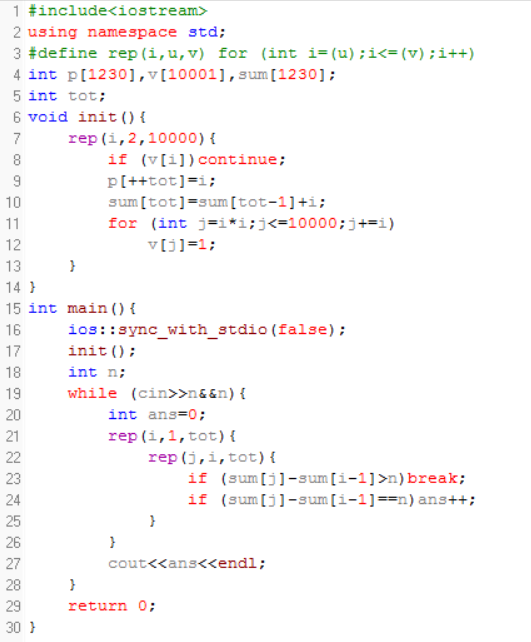 1 #include<iostream>
2 using namespace std;
3 #define rep(i,u,v) for (int i=(u);i<=(v);i++)
4 int p[1230],v[10001],sum[1230];
5 int tot;
6 void init(){
7     rep(i,2,10000){
8         if (v[i])continue;
9         p[++tot]=i;
10         sum[tot]=sum[tot-1]+i;
11         for (int j=i*i;j<=10000;j+=i)
12             v[j]=1;
13     }
14 }
15 int main(){
16     ios::sync_with_stdio(false);
17     init();
18     int n;
19     while (cin>>n&&n){
20         int ans=0;
21         rep(i,1,tot){
22             rep(j,i,tot){
23                 if (sum[j]-sum[i-1]>n)break;
24                 if (sum[j]-sum[i-1]==n)ans++;
25             }
26         }
27         cout<<ans<<endl;
28     }
29     return 0;
30 }